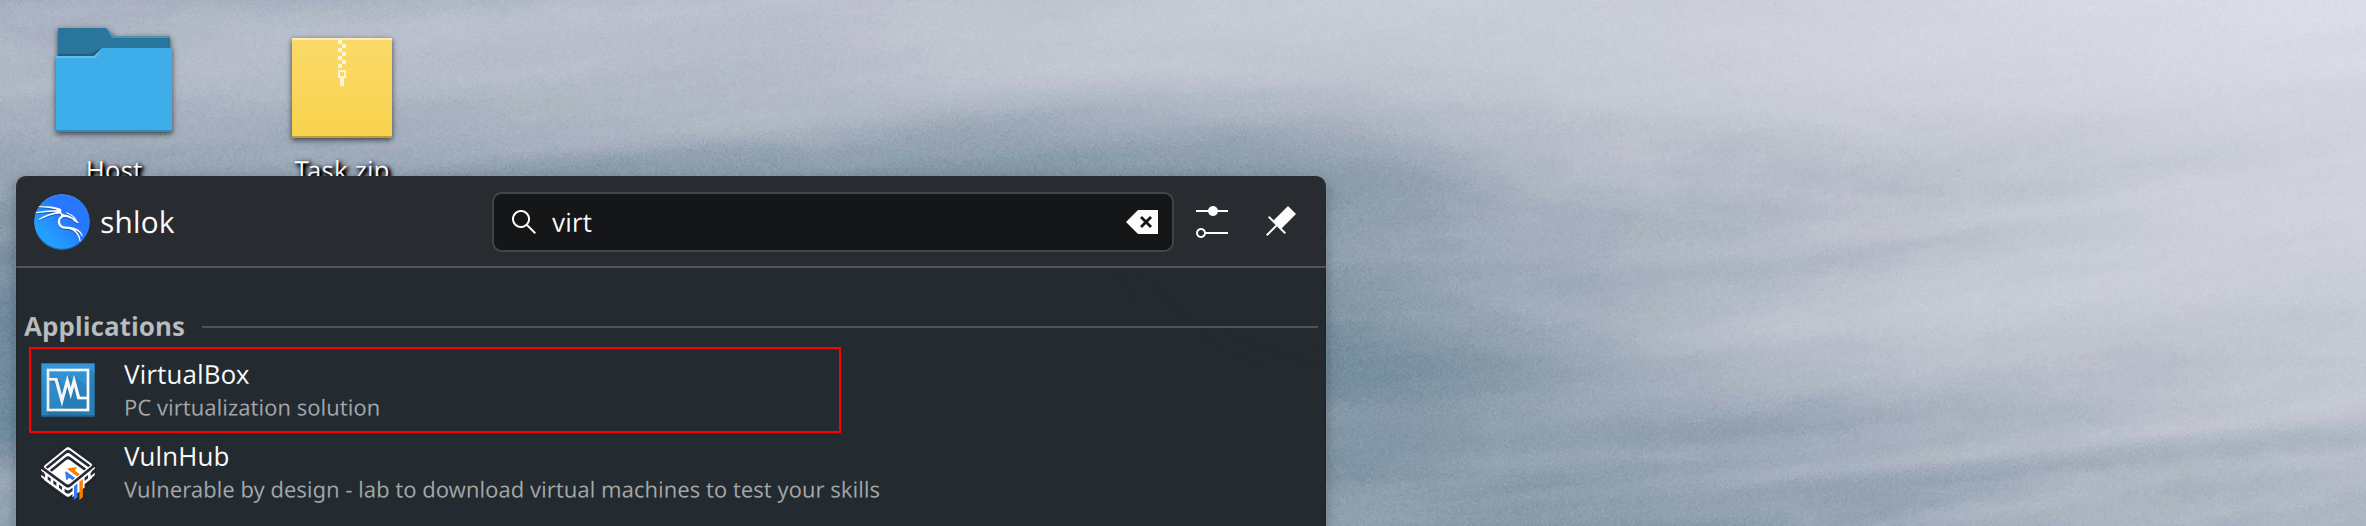 Host
Task.zip
shlok
virt
Applications
VirtualBox
PC virtualization solution
VulnHub
Vulnerable by design - lab to download virtual machines to test your skills